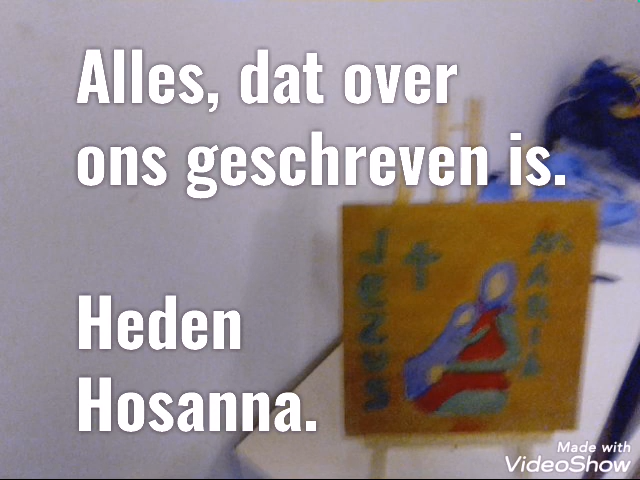 Alles, dat over
ons geschreven is.
Heden
Hosanna.
JEZUS
MARIA
Made with
VideoShow